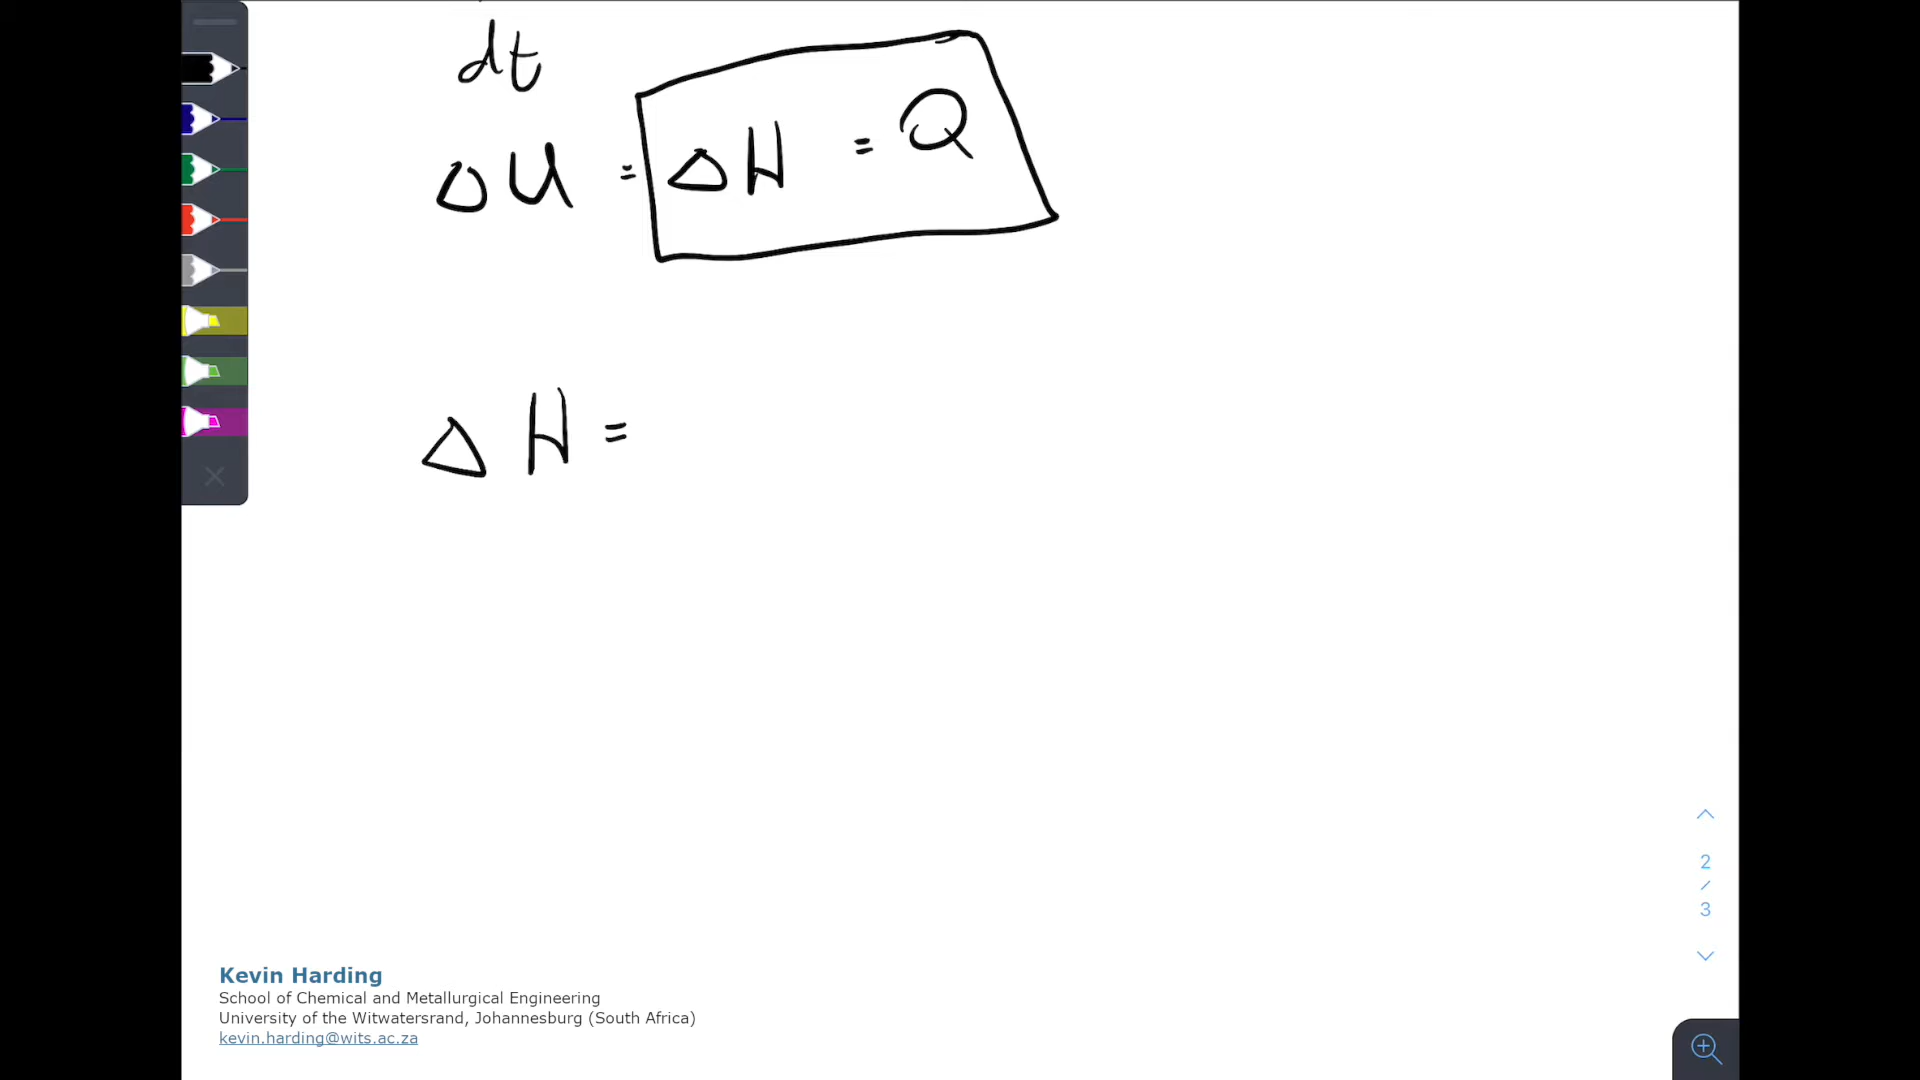 dt
ΔU = ΔH = Q
ΔH =
2
/
3
Kevin Harding
School of Chemical and Metallurgical Engineering
University of the Witwatersrand, Johannesburg (South Africa)
kevin.harding@wits.ac.za